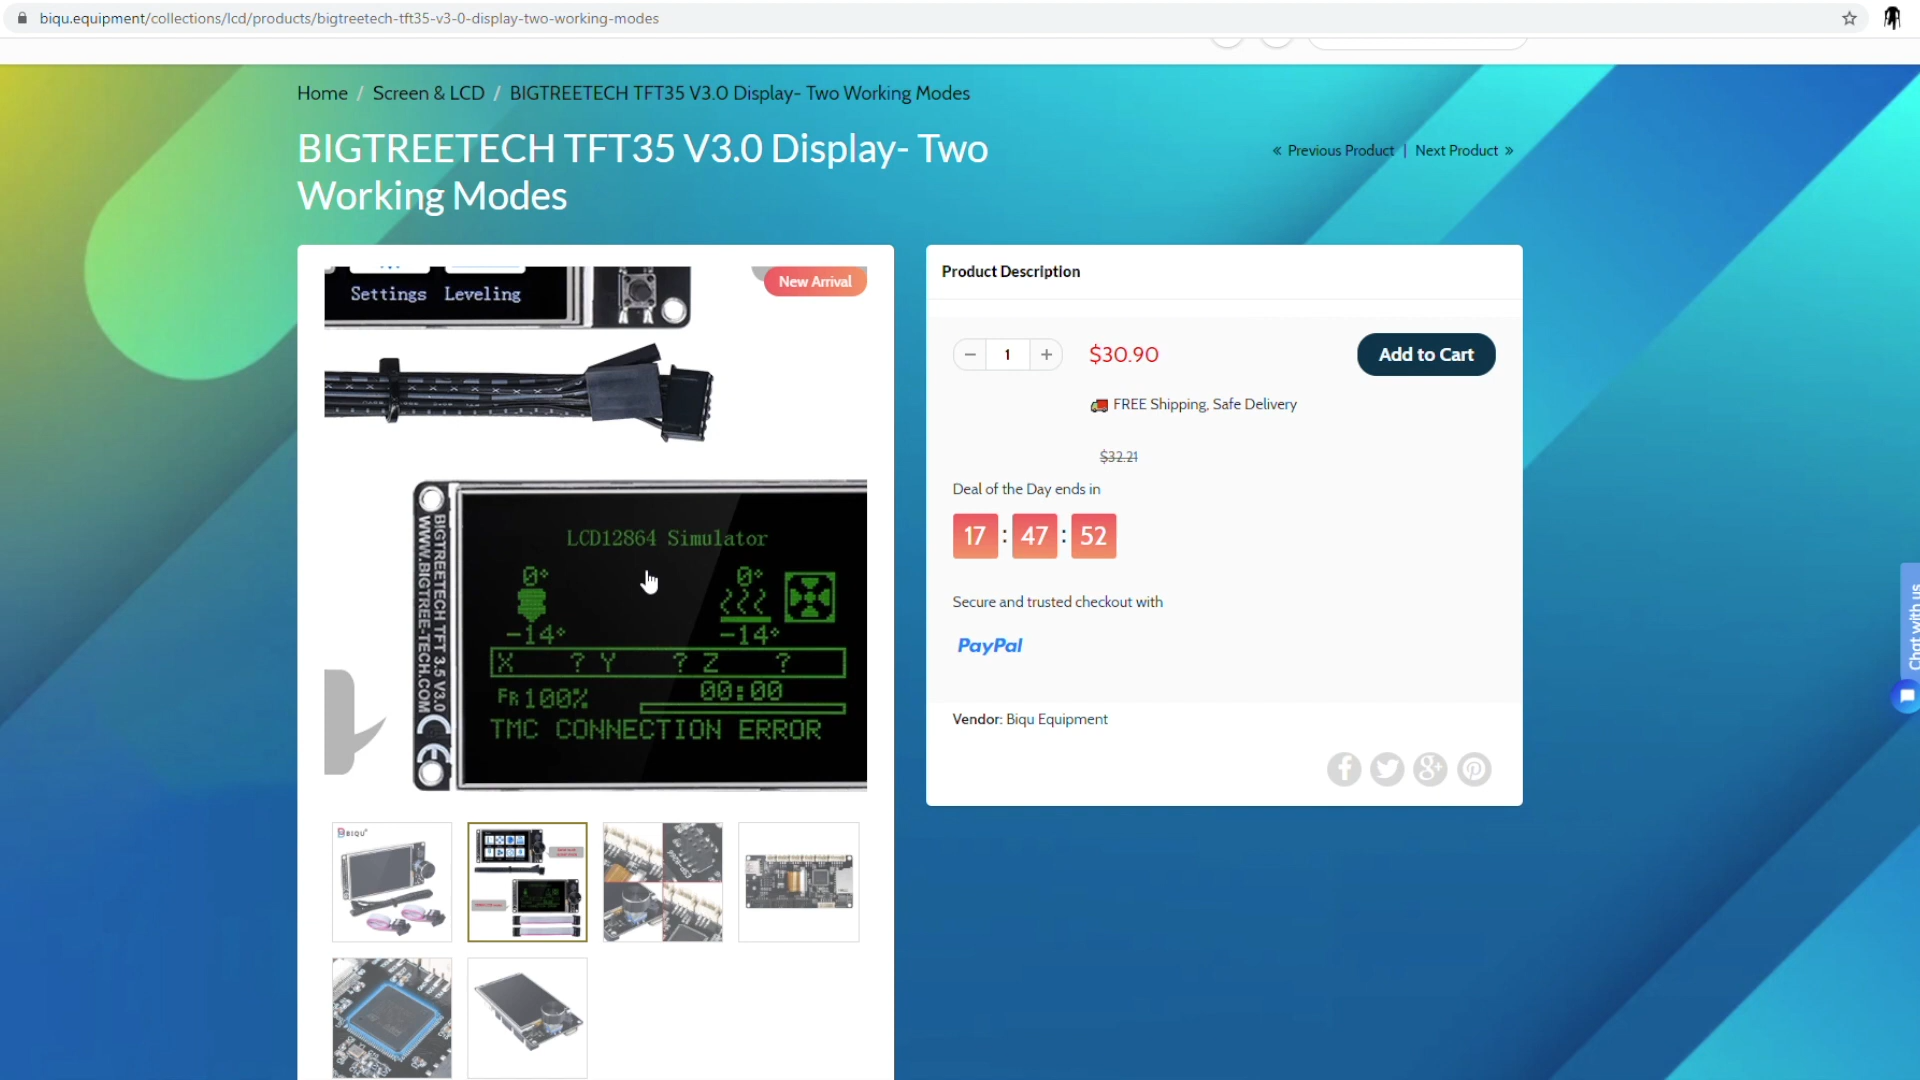 biqu.equipment/collections/lcd/products/bigtreetech-tft35-v3-0-display-two-working-modes
Home / Screen & LCD / BIGTREETECH TFT35 V3.0 Display- Two Working Modes
BIGTREETECH TFT35 V3.0 Display- Two
Working Modes
« Previous Product | Next Product »
New Arrival
Settings Leveling
BIGTREETECH TFT 3.5 V3.0
WWW.BIGTREE-TECH.COM
CE
LCD12864 Simulator
0° 0°
-14° -14°
X ? Y ? Z ?
FR 100% 00:00
TMC CONNECTION ERROR
BIQU
Product Description
− 1 + $30.90 Add to Cart
FREE Shipping, Safe Delivery
$32.21
Deal of the Day ends in
17 : 47 : 52
Secure and trusted checkout with
PayPal
Vendor: Biqu Equipment
Chat with us